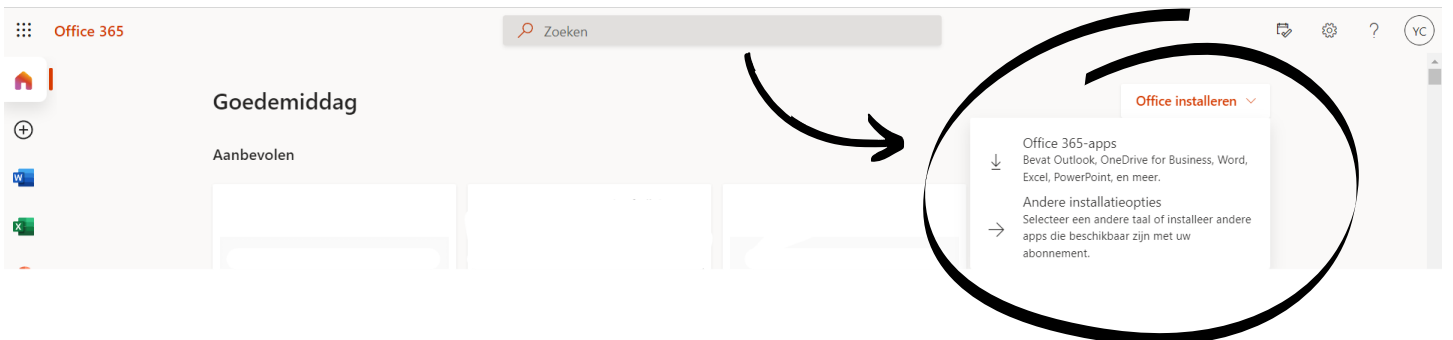 Office 365
Zoeken
YC
Goedemiddag
Office installeren
Aanbevolen
Office 365-apps
Bevat Outlook, OneDrive for Business, Word,
Excel, PowerPoint, en meer.
Andere installatieopties
Selecteer een andere taal of installeer andere
apps die beschikbaar zijn met uw
abonnement.
W
X